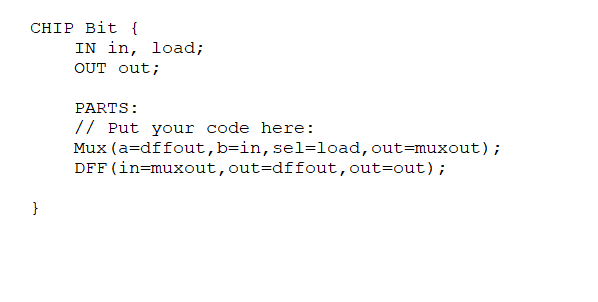 CHIP Bit {
    IN in, load;
    OUT out;

    PARTS:
    // Put your code here:
    Mux(a=dffout,b=in,sel=load,out=muxout);
    DFF(in=muxout,out=dffout,out=out);

}